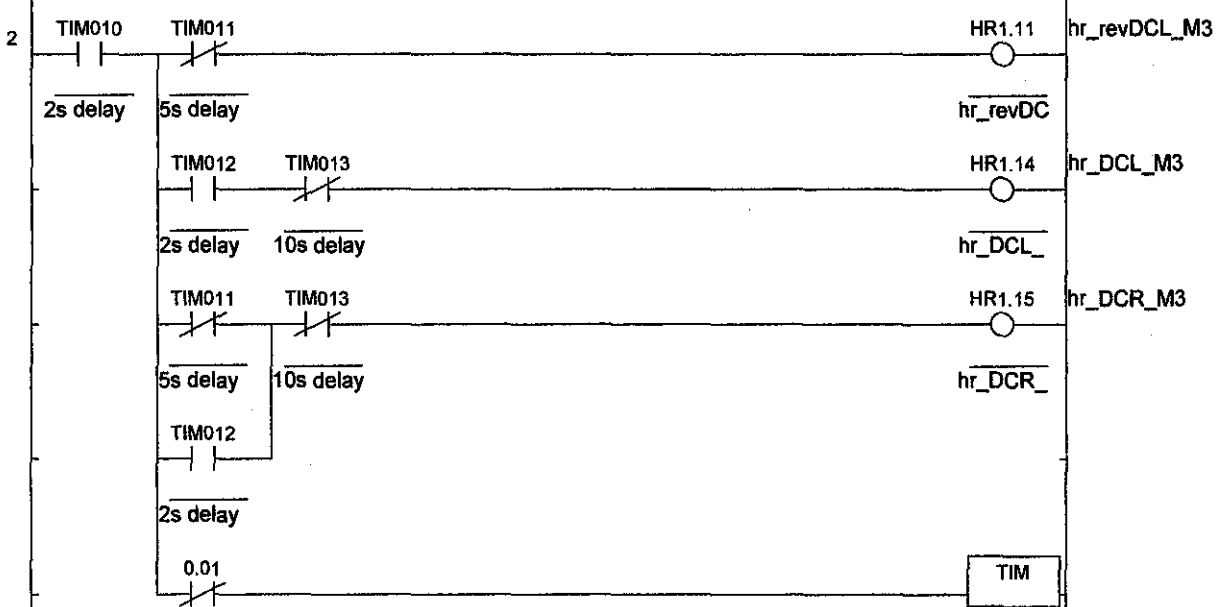 2 TIM010 TIM011 HR1.11 hr_revDCL_M3
2s delay 5s delay hr_revDC
TIM012 TIM013 HR1.14 hr_DCL_M3
2s delay 10s delay hr_DCL_
TIM011 TIM013 HR1.15 hr_DCR_M3
5s delay 10s delay hr_DCR_
TIM012
2s delay
0.01 TIM